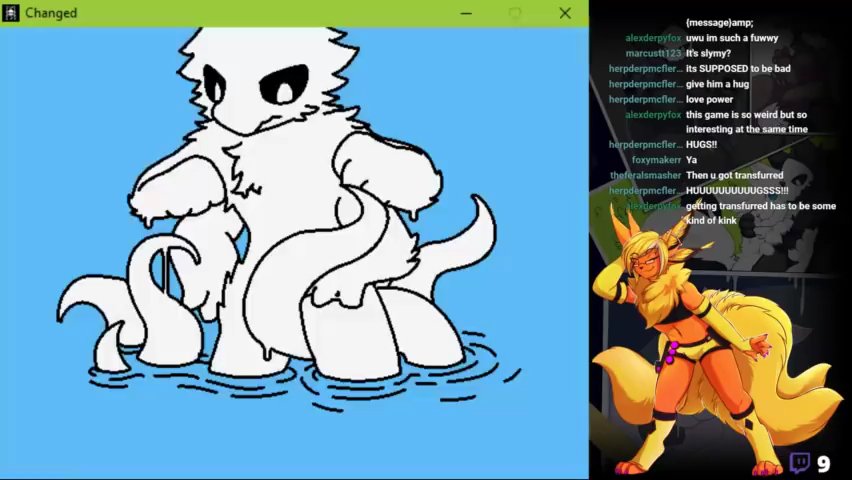 Changed
{message}amp;
alexderpyfox uwu im such a fuwwy
marcustt123 It's slymy?
herpderpmcfler... its SUPPOSED to be bad
herpderpmcfler... give him a hug
herpderpmcfler... love power
alexderpyfox this game is so weird but so
interesting at the same time
herpderpmcfler... HUGS!!
foxymakerr Ya
theferalsmasher Then u got transfurred
herpderpmcfler... HUUUUUUUUUUGSSS!!!
alexderpyfox getting transfurred has to be some
kind of kink
9